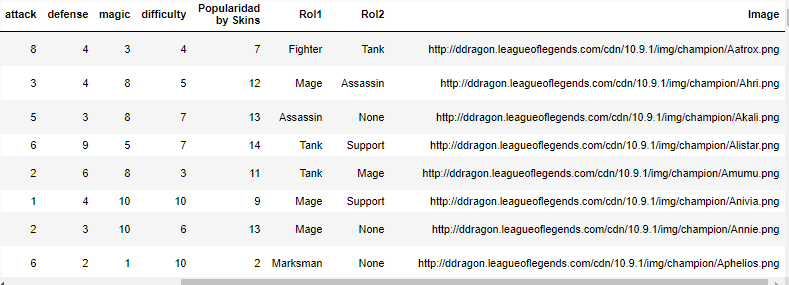 attack defense magic difficulty Popularidad by Skins Rol1 Rol2 Image
8 4 3 4 7 Fighter Tank http://ddragon.leagueoflegends.com/cdn/10.9.1/img/champion/Aatrox.png
3 4 8 5 12 Mage Assassin http://ddragon.leagueoflegends.com/cdn/10.9.1/img/champion/Ahri.png
5 3 8 7 13 Assassin None http://ddragon.leagueoflegends.com/cdn/10.9.1/img/champion/Akali.png
6 9 5 7 14 Tank Support http://ddragon.leagueoflegends.com/cdn/10.9.1/img/champion/Alistar.png
2 6 8 3 11 Tank Mage http://ddragon.leagueoflegends.com/cdn/10.9.1/img/champion/Amumu.png
1 4 10 10 9 Mage Support http://ddragon.leagueoflegends.com/cdn/10.9.1/img/champion/Anivia.png
2 3 10 6 13 Mage None http://ddragon.leagueoflegends.com/cdn/10.9.1/img/champion/Annie.png
6 2 1 10 2 Marksman None http://ddragon.leagueoflegends.com/cdn/10.9.1/img/champion/Aphelios.png